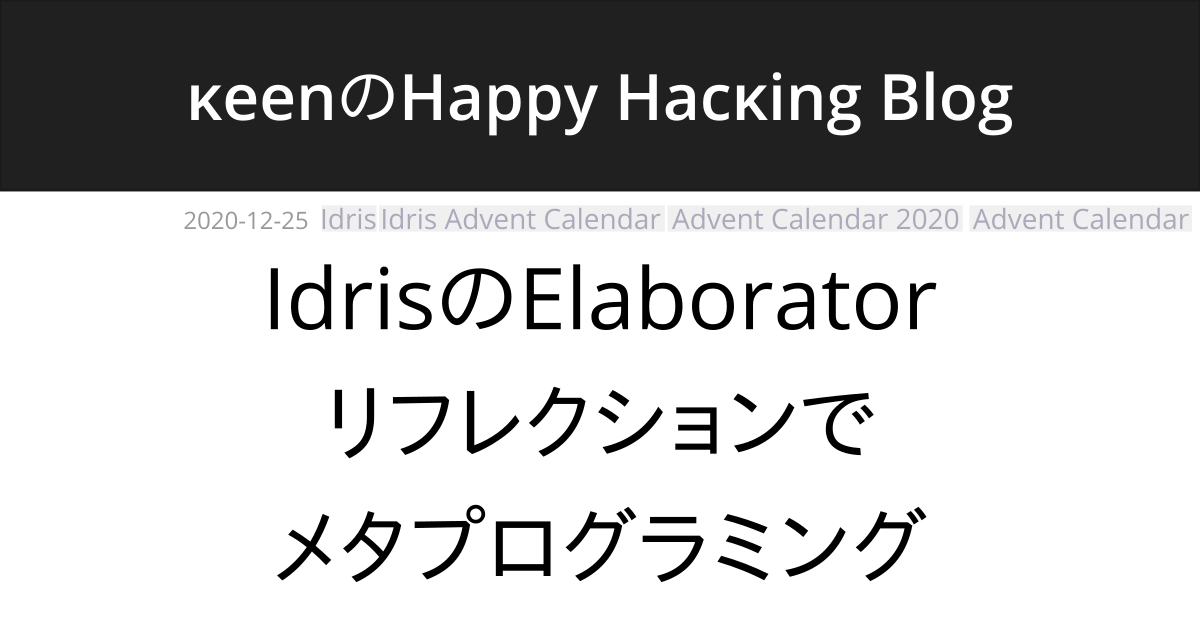 κeenのHappy Hacκing Blog
2020-12-25 Idris Idris Advent Calendar Advent Calendar 2020 Advent Calendar
IdrisのElaborator
リフレクションで
メタプログラミング